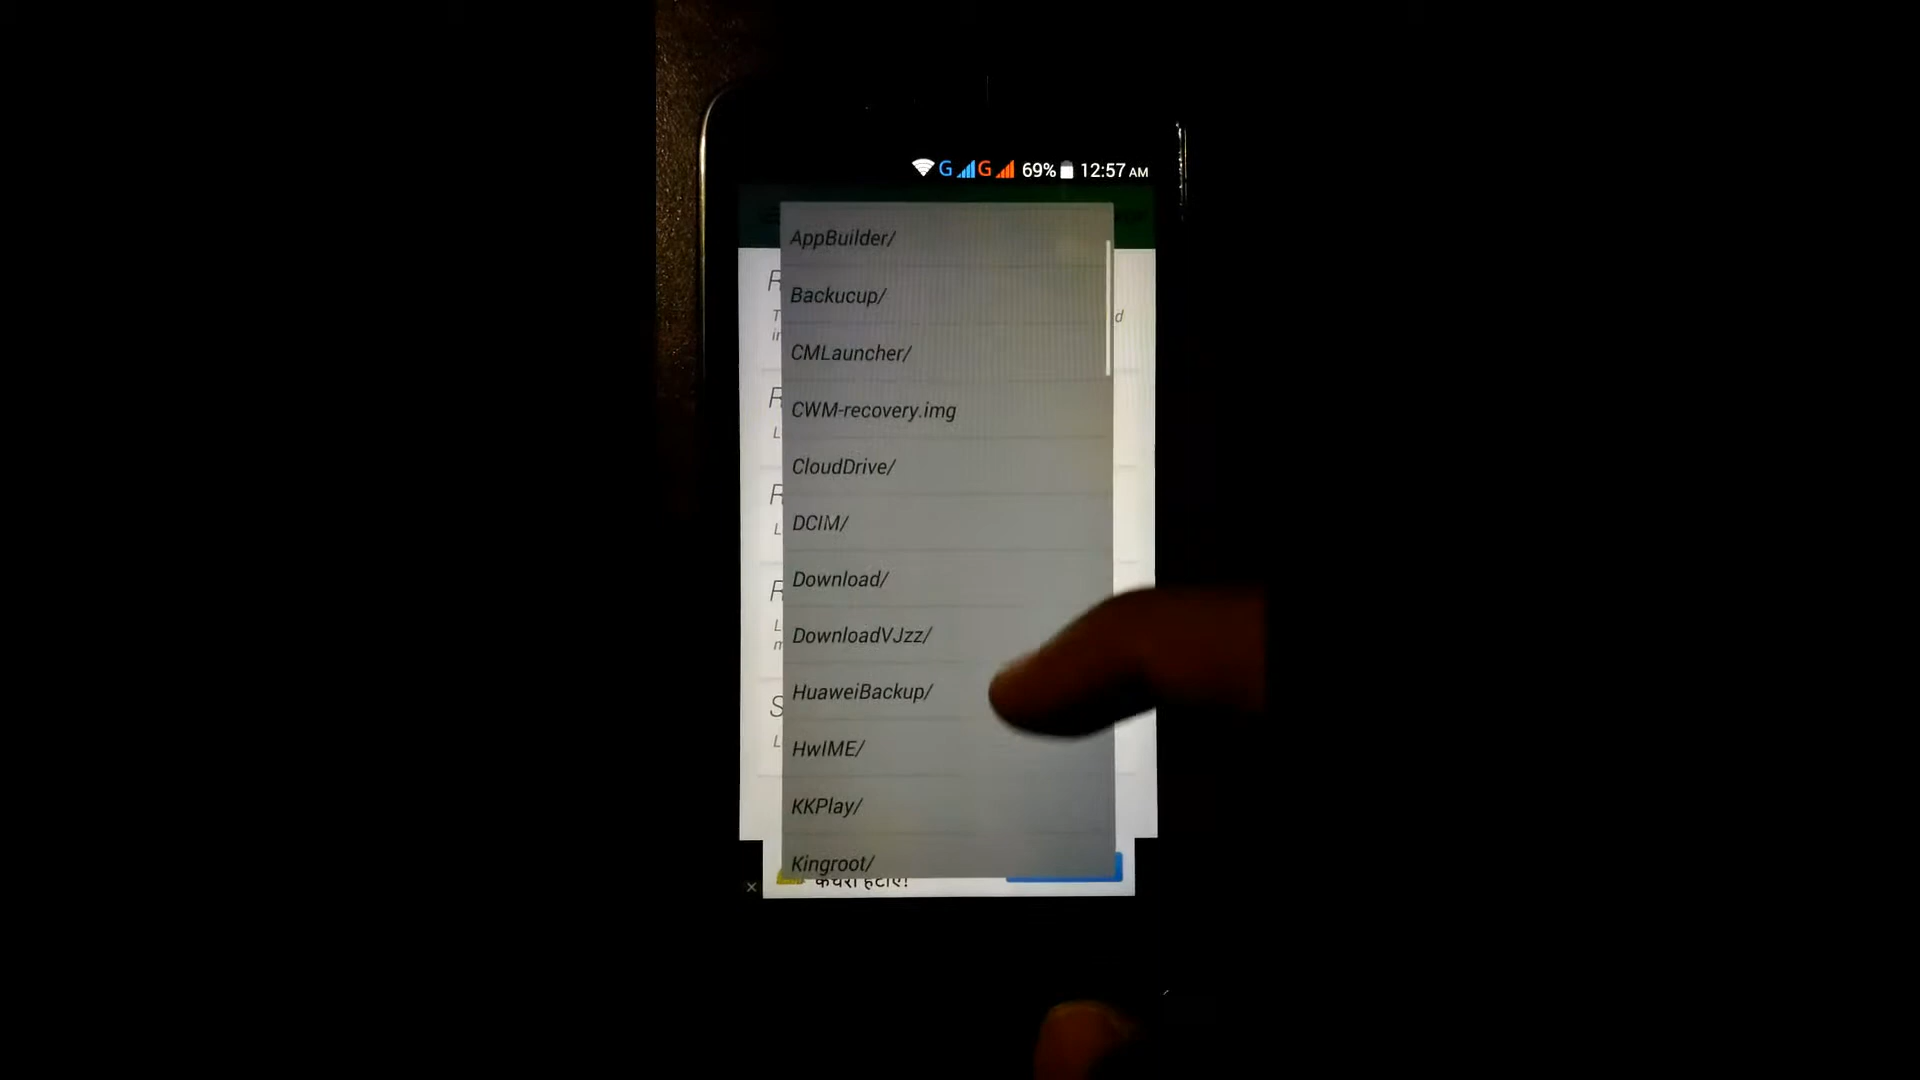 G G 69% 12:57 AM
AppBuilder/
Backucup/
CMLauncher/
CWM-recovery.img
CloudDrive/
DCIM/
Download/
DownloadVJzz/
HuaweiBackup/
HwIME/
KKPlay/
Kingroot/